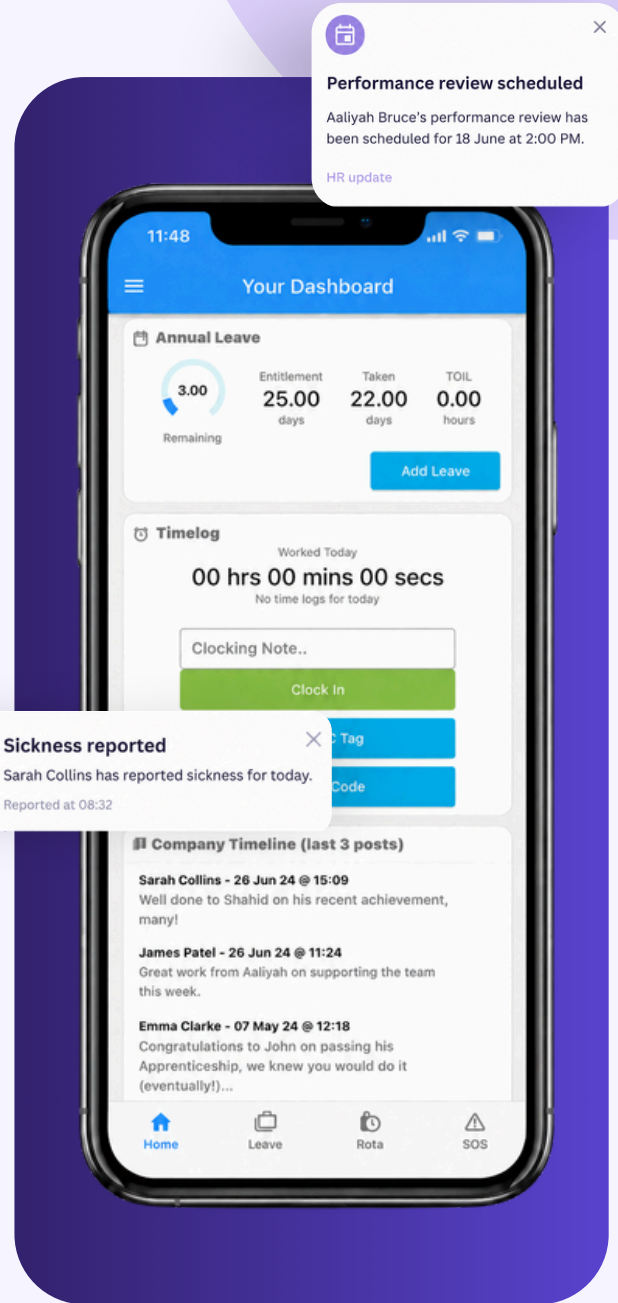 Performance review scheduled
Aaliyah Bruce's performance review has
been scheduled for 18 June at 2:00 PM.
HR update
11:48
Your Dashboard
Annual Leave
3.00
Remaining
Entitlement
25.00
days
Taken
22.00
days
TOIL
0.00
hours
Add Leave
Timelog
Worked Today
00 hrs 00 mins 00 secs
No time logs for today
Clocking Note..
Clock In
Tag
Code
Sickness reported
Sarah Collins has reported sickness for today.
Reported at 08:32
Company Timeline (last 3 posts)
Sarah Collins - 26 Jun 24 @ 15:09
Well done to Shahid on his recent achievement,
many!
James Patel - 26 Jun 24 @ 11:24
Great work from Aaliyah on supporting the team
this week.
Emma Clarke - 07 May 24 @ 12:18
Congratulations to John on passing his
Apprenticeship, we knew you would do it
(eventually!)...
Home
Leave
Rota
SOS